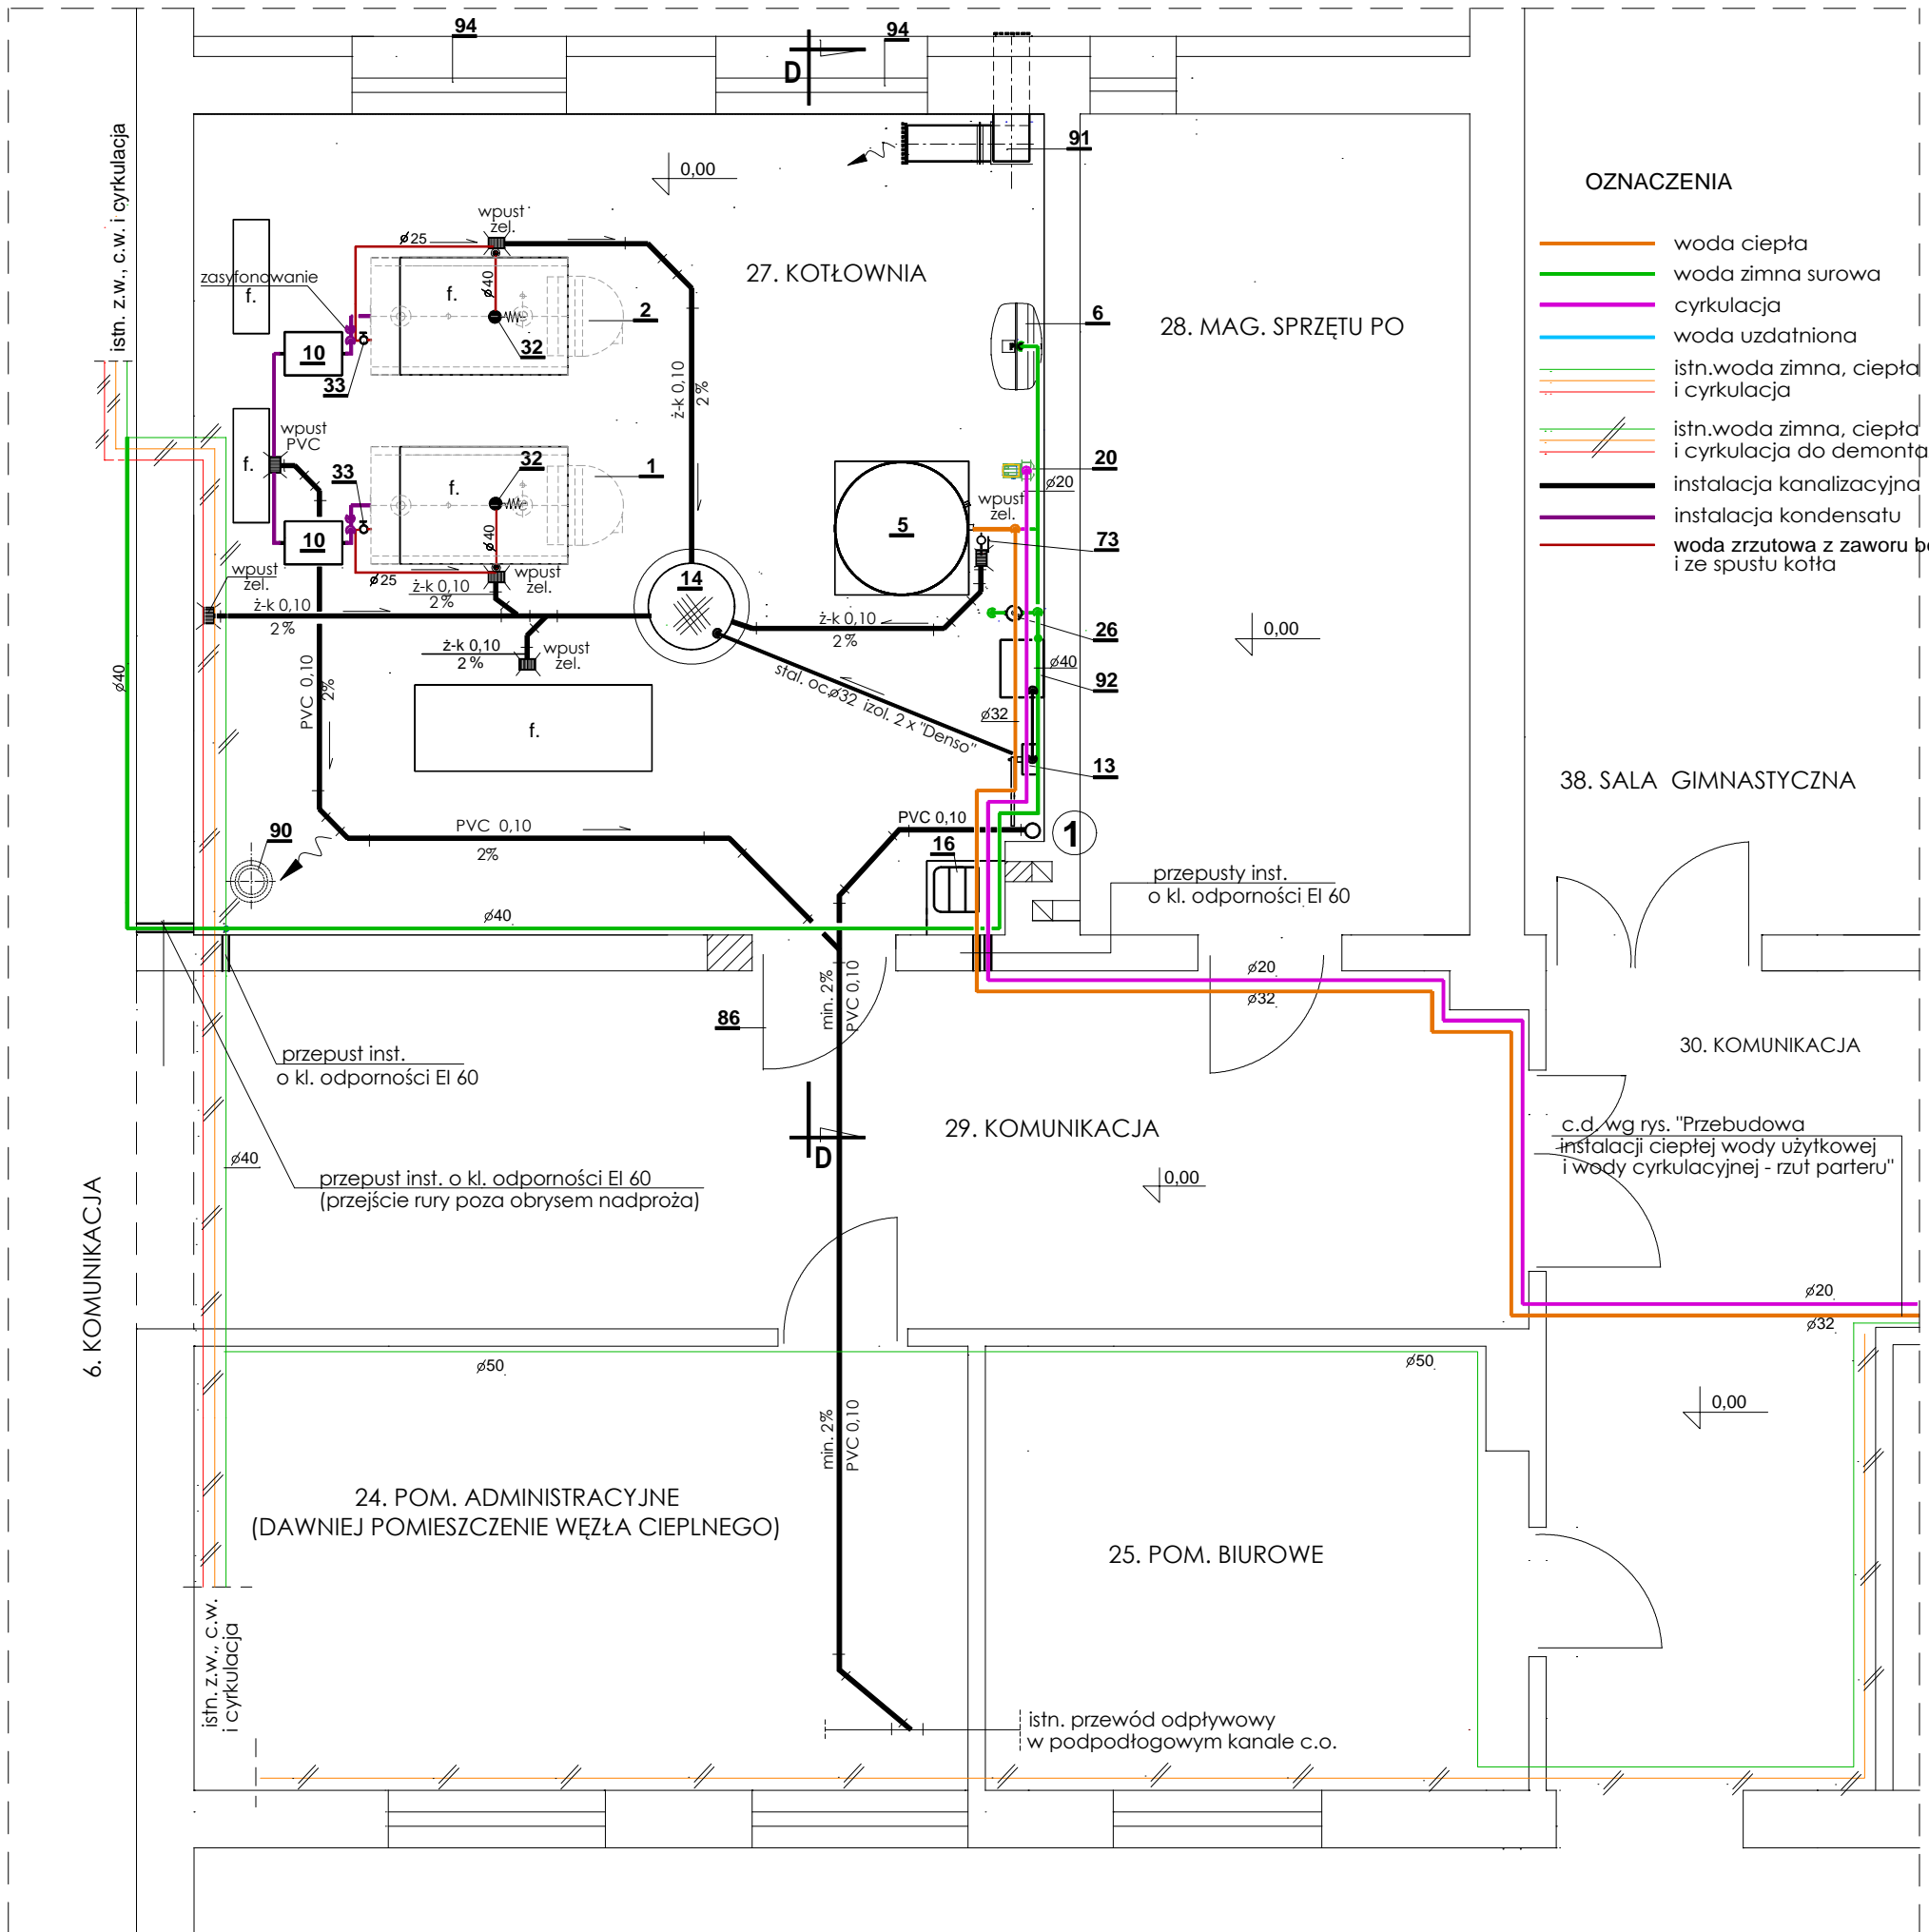 94
94
D
istn. z.w., c.w. i cyrkulacja
91
0,00
OZNACZENIA
woda ciepła
woda zimna surowa
cyrkulacja
woda uzdatniona
istn.woda zimna, ciepła
i cyrkulacja
istn.woda zimna, ciepła
i cyrkulacja do demonta
instalacja kanalizacyjna
instalacja kondensatu
woda zrzutowa z zaworu be
i ze spustu kotła
wpust
żel.
ø25
zasyfonowanie
f.
f.
ø40
27. KOTŁOWNIA
2
32
10
33
ż-k 0,10
2%
6
28. MAG. SPRZĘTU PO
wpust
PVC
f.
33
32
f.
1
ø40
10
ø25
wpust
żel.
wpust
żel.
20
ø20
wpust
żel.
5
73
14
ż-k 0,10
2%
ż-k 0,10
2%
ż-k 0,10
2%
wpust
żel.
ż-k 0,10
2%
26
0,00
ø40
92
stal. oc.ø32 izol. 2 x "Denso"
ø32
13
ø40
PVC 0,10
2%
f.
38. SALA GIMNASTYCZNA
PVC 0,10
2%
PVC 0,10
1
90
16
przepusty inst.
o kl. odporności EI 60
ø40
min. 2%
PVC 0,10
ø20
ø32
86
30. KOMUNIKACJA
przepust inst.
o kl. odporności EI 60
29. KOMUNIKACJA
D
c.d. wg rys. "Przebudowa
instalacji ciepłej wody użytkowej
i wody cyrkulacyjnej - rzut parteru"
ø40
przepust inst. o kl. odporności EI 60
(przejście rury poza obrysem nadproża)
0,00
6. KOMUNIKACJA
ø20
ø32
ø50
ø50
0,00
min. 2%
PVC 0,10
24. POM. ADMINISTRACYJNE
(DAWNIEJ POMIESZCZENIE WĘZŁA CIEPLNEGO)
25. POM. BIUROWE
istn. z.w., c.w.
i cyrkulacja
istn. przewód odpływowy
w podpodłogowym kanale c.o.